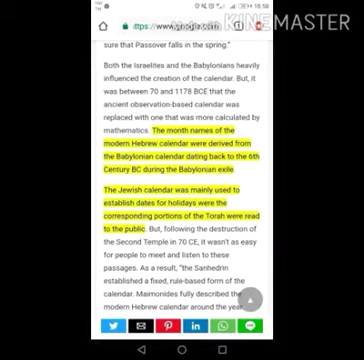 18:58
https://www.google.com
KINEMASTER
sure that Passover falls in the spring."
Both the Israelites and the Babylonians heavily
influenced the creation of the calendar. But, it
was between 70 and 1178 BCE that the
ancient observation-based calendar was
replaced with one that was more calculated by
mathematics. The month names of the
modern Hebrew calendar were derived from
the Babylonian calendar dating back to the 6th
Century BC during the Babylonian exile.
The Jewish calendar was mainly used to
establish dates for holidays were the
corresponding portions of the Torah were read
to the public. But, following the destruction of
the Second Temple in 70 CE, it wasn't as easy
for people to meet and listen to these
passages. As a result, "the Sanhedrin
established a fixed, rule-based form of the
calendar. Maimonides fully described the
modern Hebrew calendar around the year